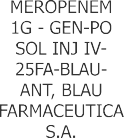 MEROPENEM
1G - GEN-PO
SOL INJ IV-
25FA-BLAU-
ANT, BLAU
FARMACEUTICA
S.A.